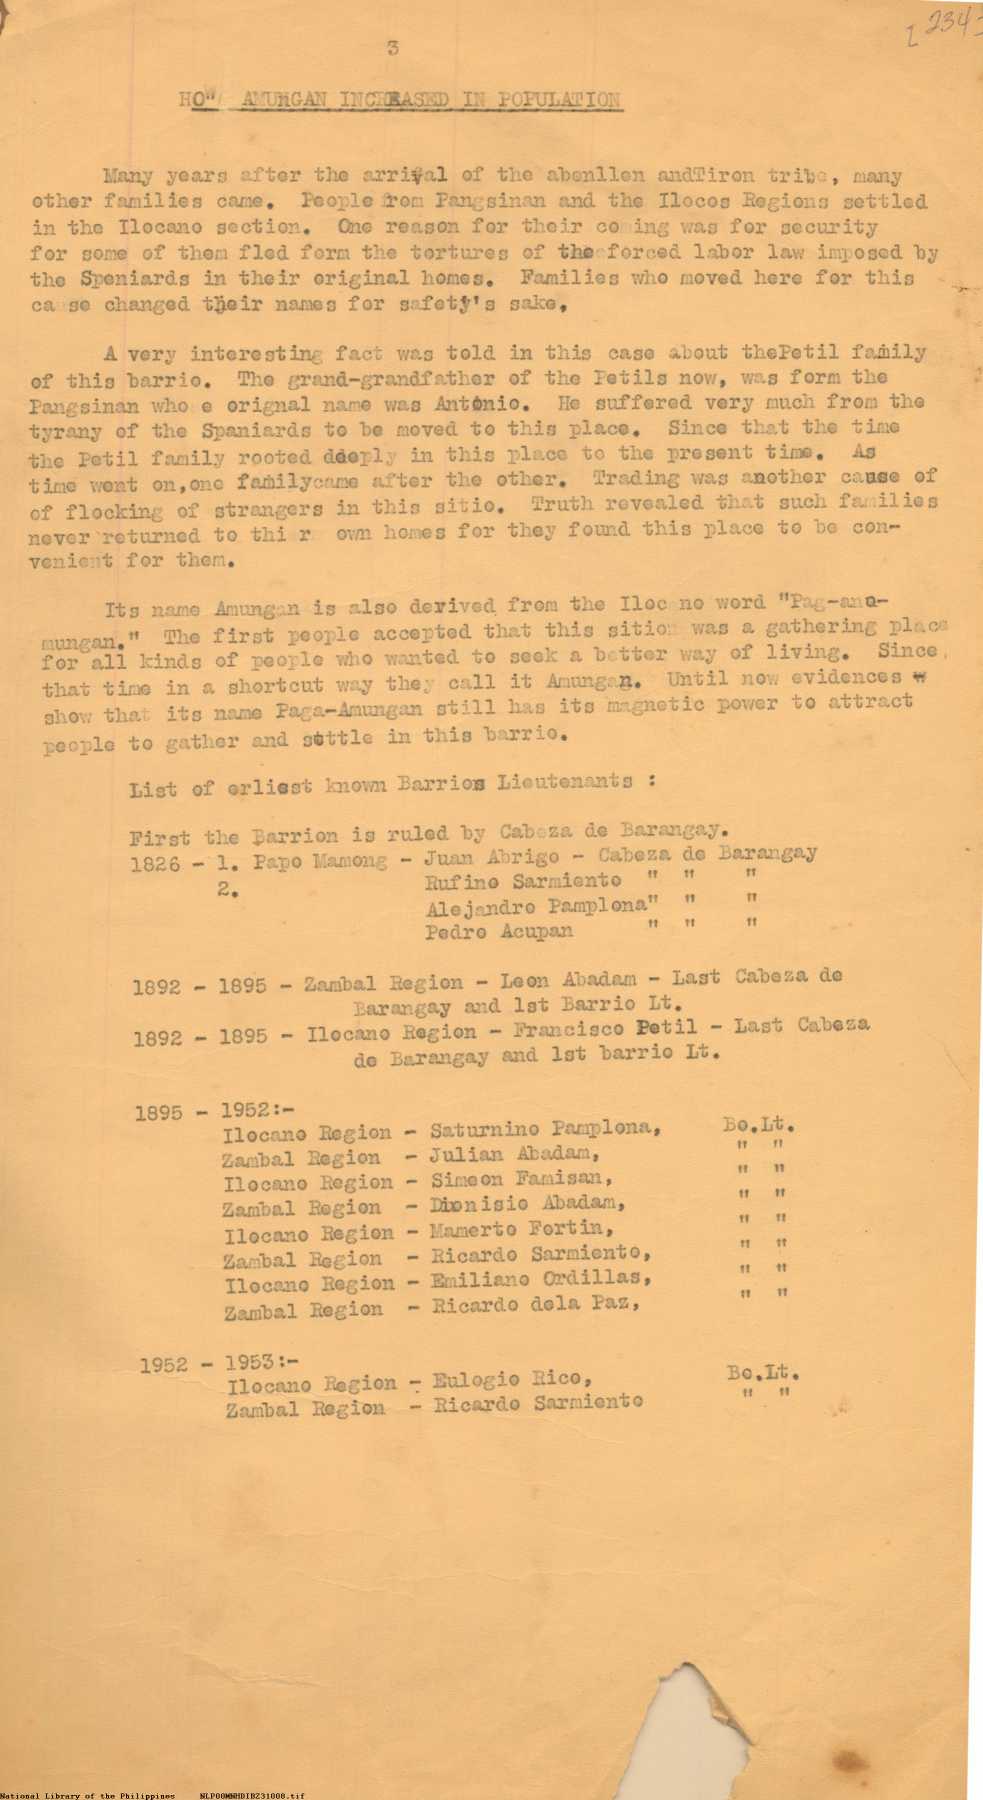 234
3
HOW AMUNGAN INCREASED IN POPULATION
Many years after the arrival of the abenllen andTiron tribe, many
other families came. People from Pangsinan and the Ilocos Regions settled
in the Ilocano section. One reason for their coming was for security
for some of them fled form the tortures of the forced labor law imposed by
the Speniards in their original homes. Families who moved here for this
cause changed their names for safety's sake.
A very interesting fact was told in this case about thePetil family
of this barrio. The grand-grandfather of the Petils now, was form the
Pangsinan who e orignal name was Antonio. He suffered very much from the
tyrany of the Spaniards to be moved to this place. Since that the time
the Petil family rooted deeply in this place to the present time. As
time went on,one familycame after the other. Trading was another cause of
of flocking of strangers in this sitio. Truth revealed that such families
never returned to thi r own homes for they found this place to be con-
venient for them.
Its name Amungan is also derived from the Iloc no word "Pag-ana-
mungan." The first people accepted that this sition was a gathering place
for all kinds of people who wanted to seek a better way of living. Since
that time in a shortcut way they call it Amungan. Until now evidences w
show that its name Paga-Amungan still has its magnetic power to attract
people to gather and settle in this barrio.
List of erliest known Barrios Lieutenants :
First the Barrion is ruled by Cabeza de Barangay.
1826 - 1. Papo Mamong - Juan Abrigo - Cabeza de Barangay
2. Rufino Sarmiento " " "
Alejandro Pamplona" " "
Pedro Acupan " " "
1892 - 1895 - Zambal Region - Leon Abadam - Last Cabeza de
Barangay and 1st Barrio Lt.
1892 - 1895 - Ilocano Region - Francisco Petil - Last Cabeza
de Barangay and 1st barrio Lt.
1895 - 1952:-
Ilocano Region - Saturnino Pamplona, Bo.Lt.
Zambal Region - Julian Abadam, " "
Ilocano Region - Simeon Famisan, " "
Zambal Region - Dionisio Abadam, " "
Ilocano Region - Mamerto Fortin, " "
Zambal Region - Ricardo Sarmiento, " "
Ilocano Region - Emiliano Ordillas, " "
Zambal Region - Ricardo dela Paz, " "
1952 - 1953:-
Ilocano Region - Eulogio Rico, Bo.Lt.
Zambal Region - Ricardo Sarmiento " "
National Library of the Philippines NLPOOMNHDIBZ31008.tif